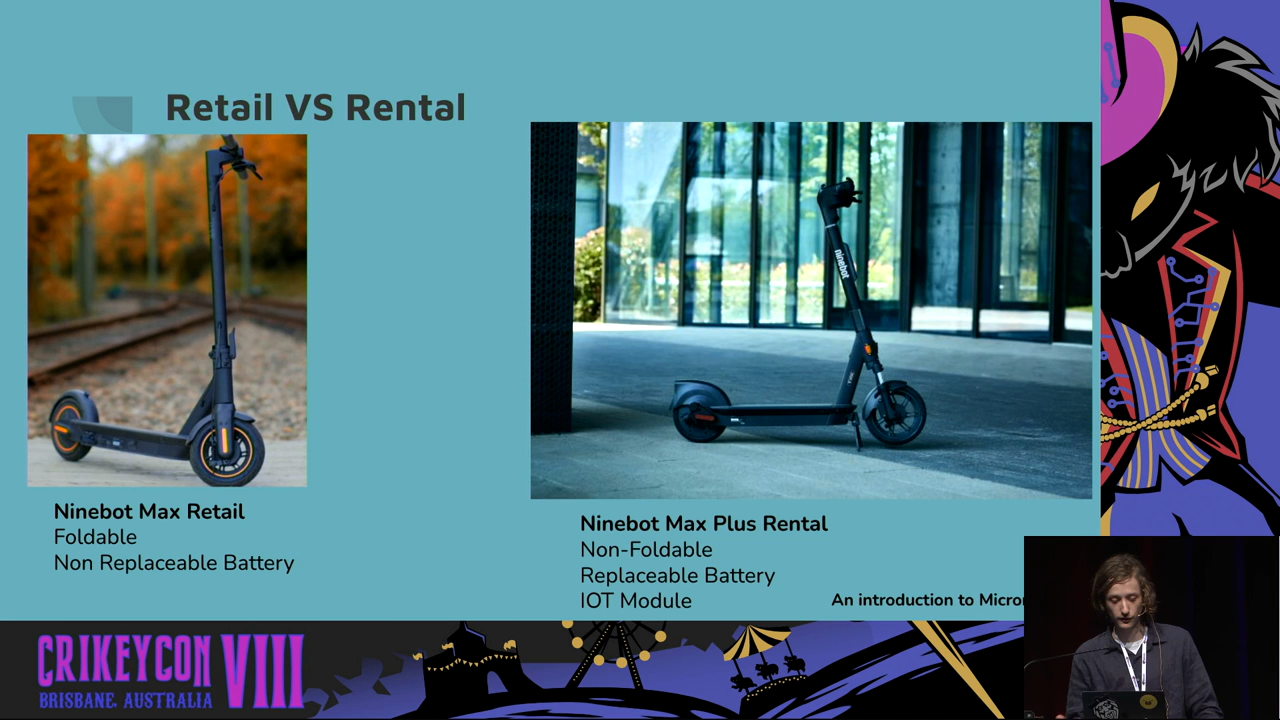 Retail VS Rental
ninebot
Ninebot Max Retail
Foldable
Non Replaceable Battery
Ninebot Max Plus Rental
Non-Foldable
Replaceable Battery
IOT Module
An introduction to Micro
CRIKEYCON VIII
BRISBANE, AUSTRALIA